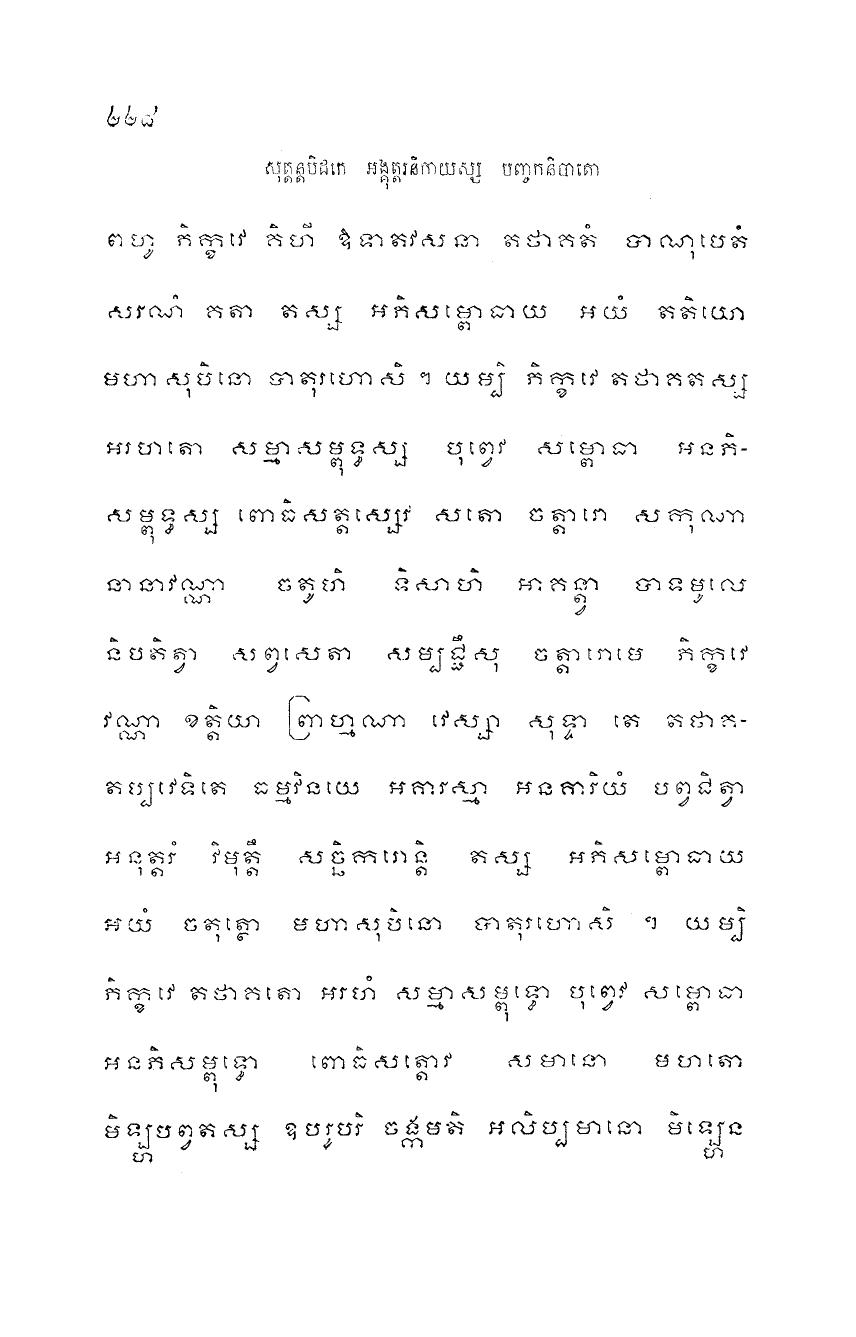 ២២៨
សុត្តន្តបិដកេ អង្គុត្តរនិកាយស្ស បញ្ចកនិបាតោ
ពហូ ភិក្ខវេ គិហី ឱទាតវសនា តថាគតំ បាណុបេតំ
សរណំ គតា តស្ស អភិសម្ពោធាយ អយំ តតិយោ
មហាសុបិនោ បាតុរហោសិ ។ យម្បិ ភិក្ខវេ តថាគតស្ស
អរហតោ សម្មាសម្ពុទ្ធស្ស បុព្វេវ សម្ពោធា អនភិ-
សម្ពុទ្ធស្ស ពោធិសត្តស្សេវ សតោ ចត្តារោ សកុណា
នានាវណ្ណា ចតូហិ ទិសាហិ អាគន្ត្វា បាទមូលេ
និបតិត្វា សព្វសេតា សម្បជ្ជឹសុ ចត្តារោមេ ភិក្ខវេ
វណ្ណា ខត្តិយា ព្រាហ្មណា វេស្សា សុទ្ទា តេ តថាគ-
តប្បវេទិតេ ធម្មវិនយេ អគារស្មា អនគារិយំ បព្វជិត្វា
អនុត្តរំ វិមុត្តឹ សច្ឆិករោន្តិ តស្ស អភិសម្ពោធាយ
អយំ ចតុត្ថោ មហាសុបិនោ បាតុរហោសិ ។ យម្បិ
ភិក្ខវេ តថាគតោ អរហំ សម្មាសម្ពុទ្ធោ បុព្វេវ សម្ពោធា
អនភិសម្ពុទ្ធោ ពោធិសត្តោវ សមានោ មហតោ
មិឡ្ហបព្វតស្ស ឧបរូបរិ ចង្កមតិ អលិប្បមានោ មិឡ្ហេន